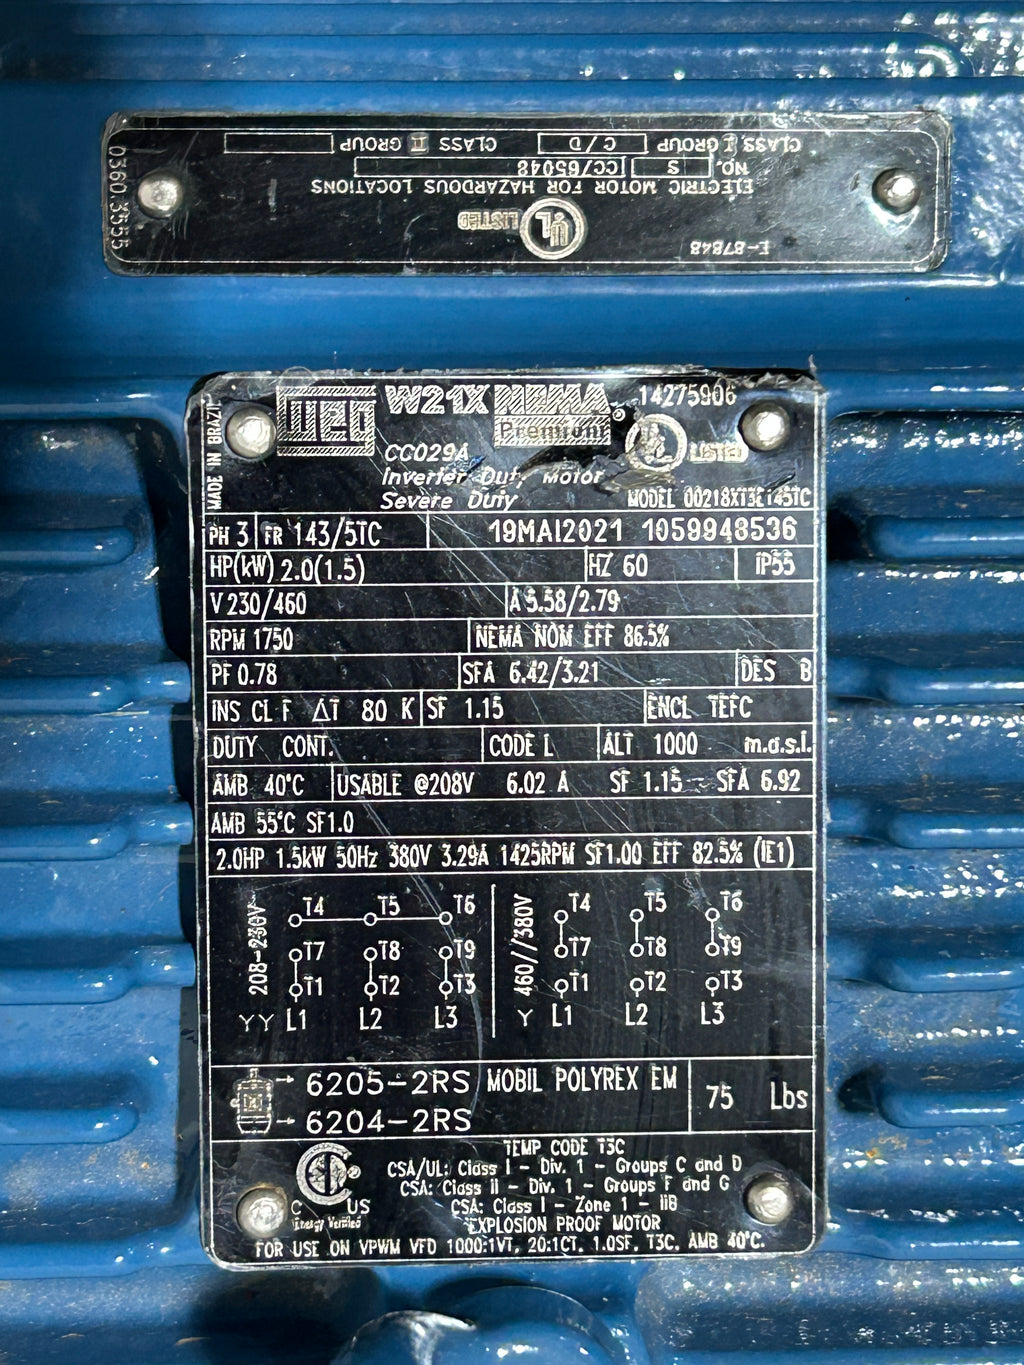 CLASS I GROUP C / D CLASS II GROUP
NO. S CC765048
ELECTRIC MOTOR FOR HAZARDOUS LOCATIONS
UL LISTED
E-87848
0360.3555
MADE IN BRAZIL
WEG W21X NEMA Premium 14275906
UL LISTED
CC029A
Inverter Duty Motor
Severe Duty MODEL 00218XT3E145TC
PH 3 FR 143/5TC 19MAI2021 1059948536
HP(kW) 2.0(1.5) HZ 60 IP55
V 230/460 A 5.58/2.79
RPM 1750 NEMA NOM EFF 86.5%
PF 0.78 SFA 6.42/3.21 DES B
INS CL F ΔT 80 K SF 1.15 ENCL TEFC
DUTY CONT. CODE L ALT 1000 m.a.s.l.
AMB 40°C USABLE @208V 6.02 A SF 1.15 SFA 6.92
AMB 55°C SF1.0
2.0HP 1.5kW 50Hz 380V 3.29A 1425RPM SF1.00 EFF 82.5% (IE1)
208-230V T4 T5 T6
T7 T8 T9
T1 T2 T3
YY L1 L2 L3
460//380V T4 T5 T6
T7 T8 T9
T1 T2 T3
Y L1 L2 L3
6205-2RS MOBIL POLYREX EM
6204-2RS
75 Lbs
C US
Energy Verified
TEMP CODE T3C
CSA/UL: Class I - Div. 1 - Groups C and D
CSA: Class II - Div. 1 - Groups F and G
CSA: Class I - Zone 1 - IIB
EXPLOSION PROOF MOTOR
FOR USE ON VPWM VFD 1000:1VT, 20:1CT, 1.0SF, T3C, AMB 40°C.